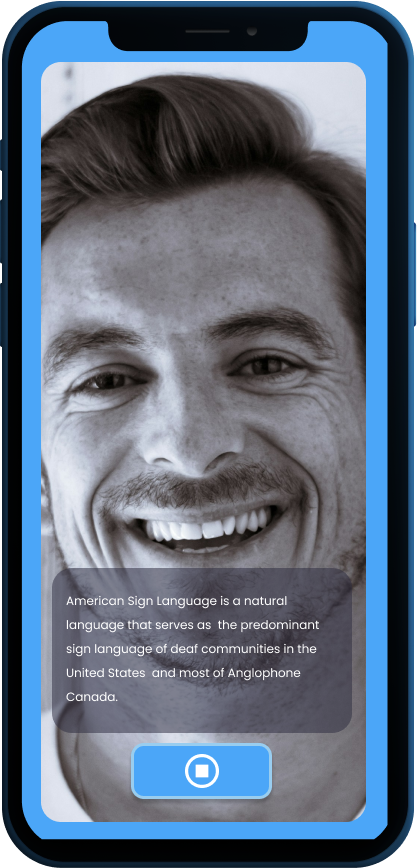 American Sign Language is a natural
language that serves as  the predominant
sign language of deaf communities in the
United States  and most of Anglophone
Canada.